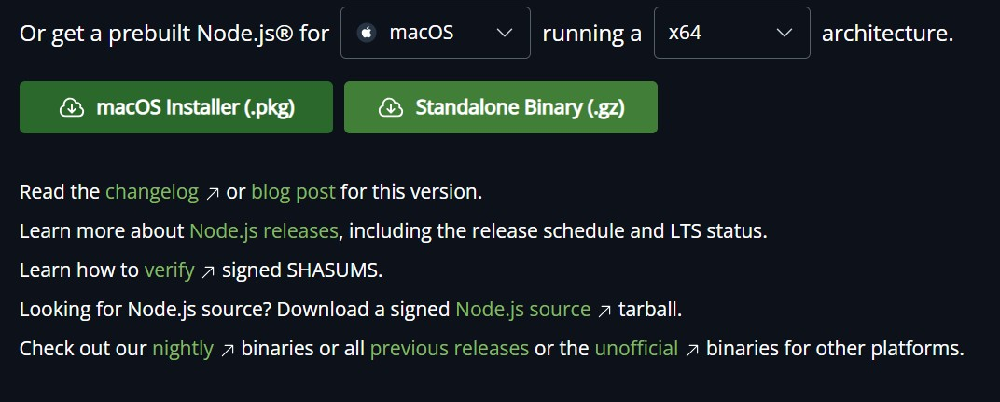 Or get a prebuilt Node.js® for macOS running a x64 architecture.
macOS Installer (.pkg) Standalone Binary (.gz)
Read the changelog ↗ or blog post for this version.
Learn more about Node.js releases, including the release schedule and LTS status.
Learn how to verify ↗ signed SHASUMS.
Looking for Node.js source? Download a signed Node.js source ↗ tarball.
Check out our nightly ↗ binaries or all previous releases or the unofficial ↗ binaries for other platforms.